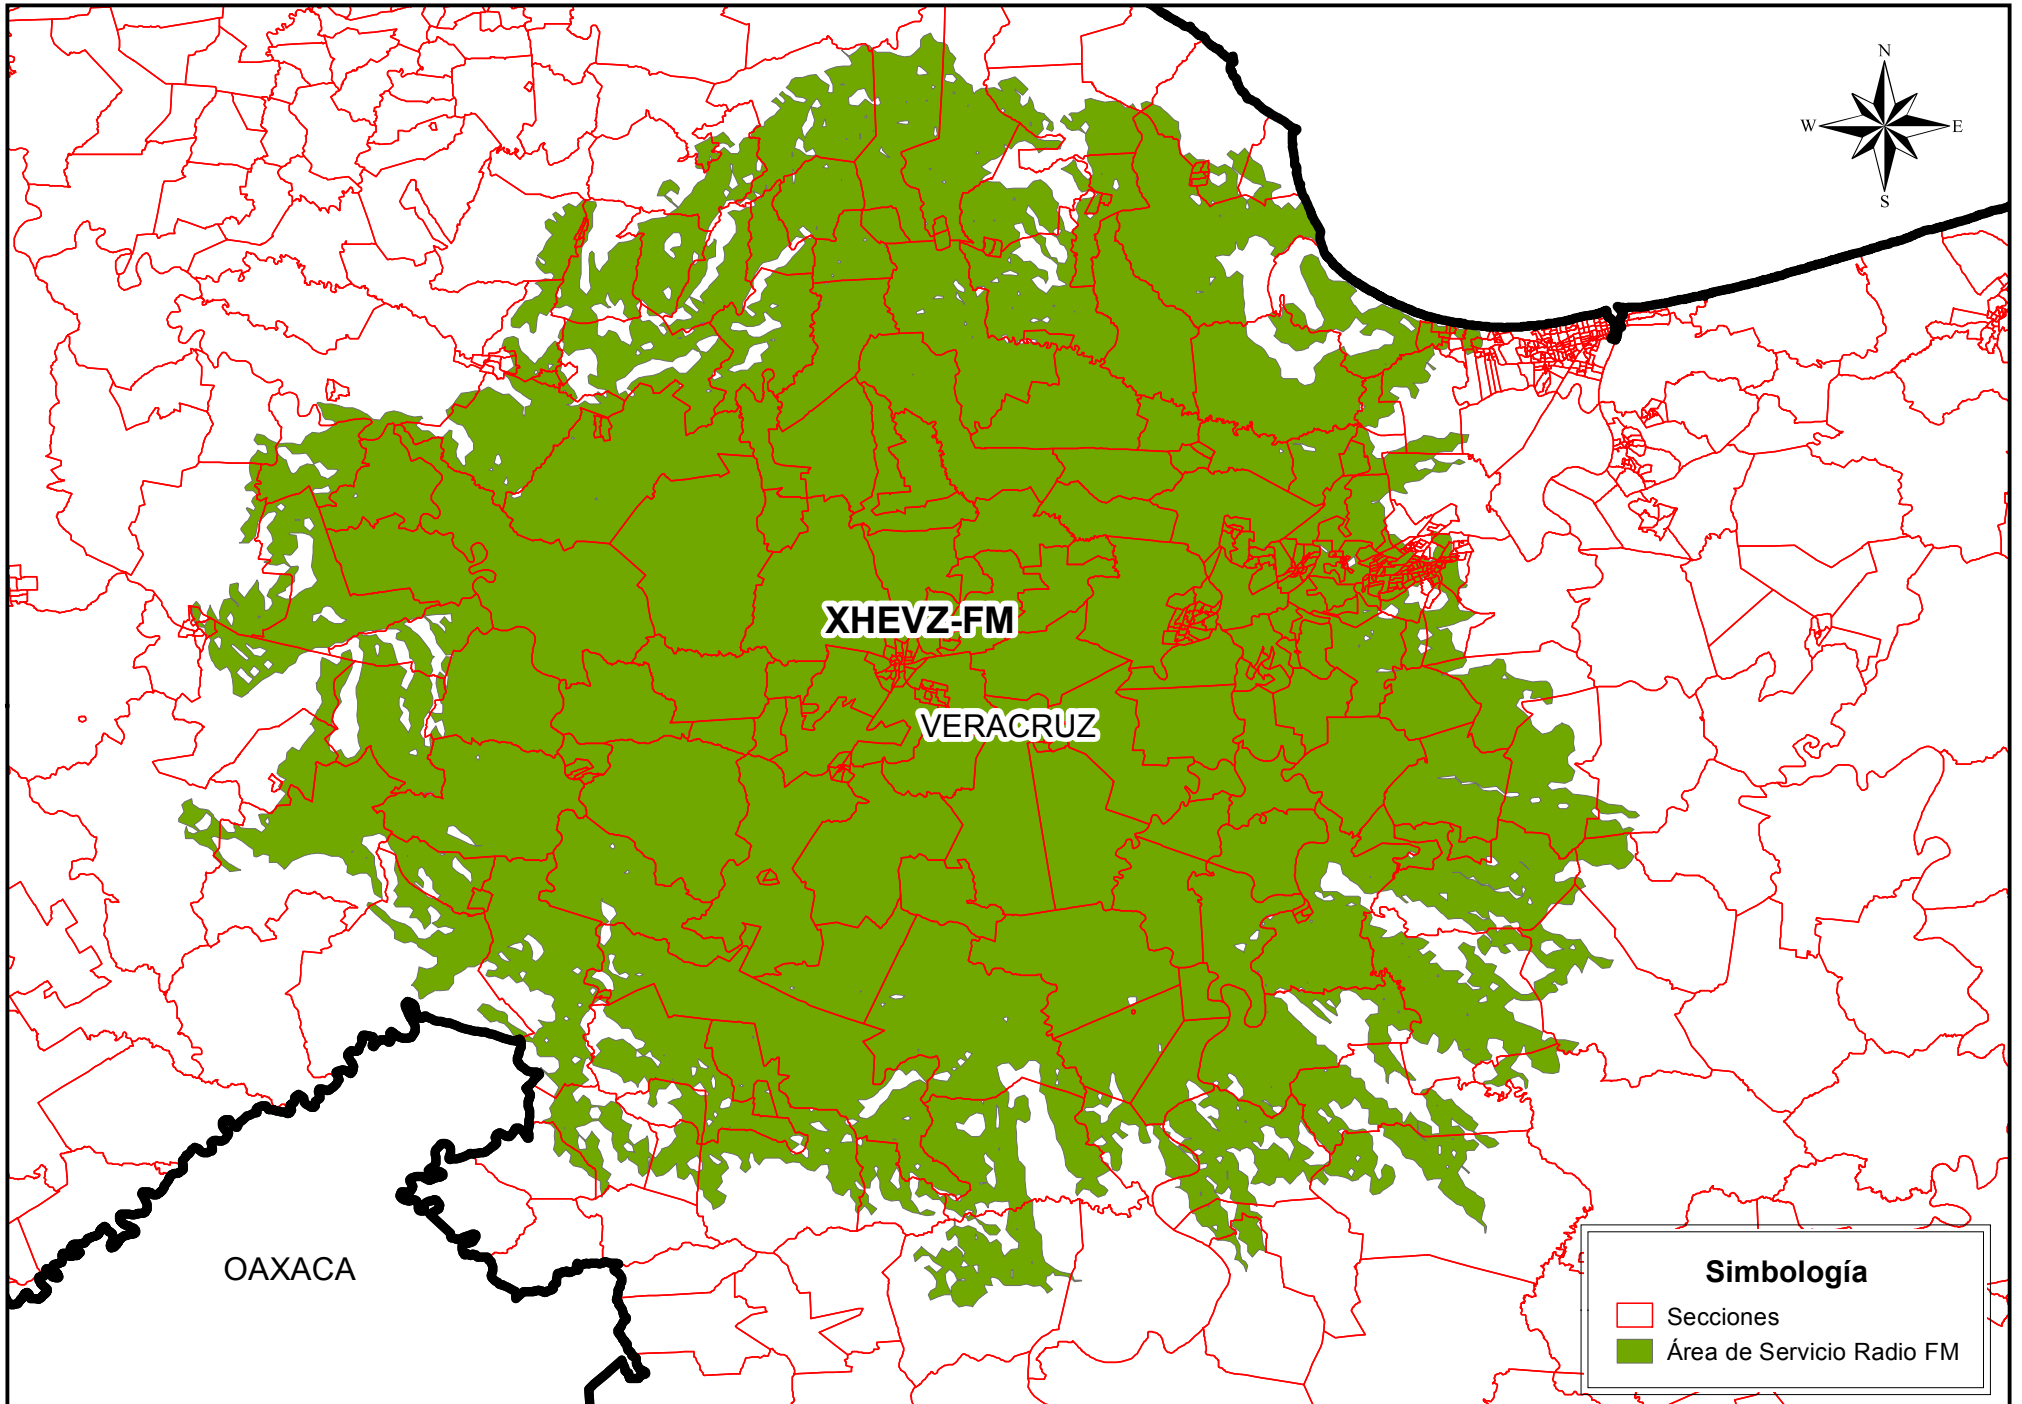 N
W E
S
XHEVZ-FM
VERACRUZ
OAXACA
Simbología
Secciones
Área de Servicio Radio FM